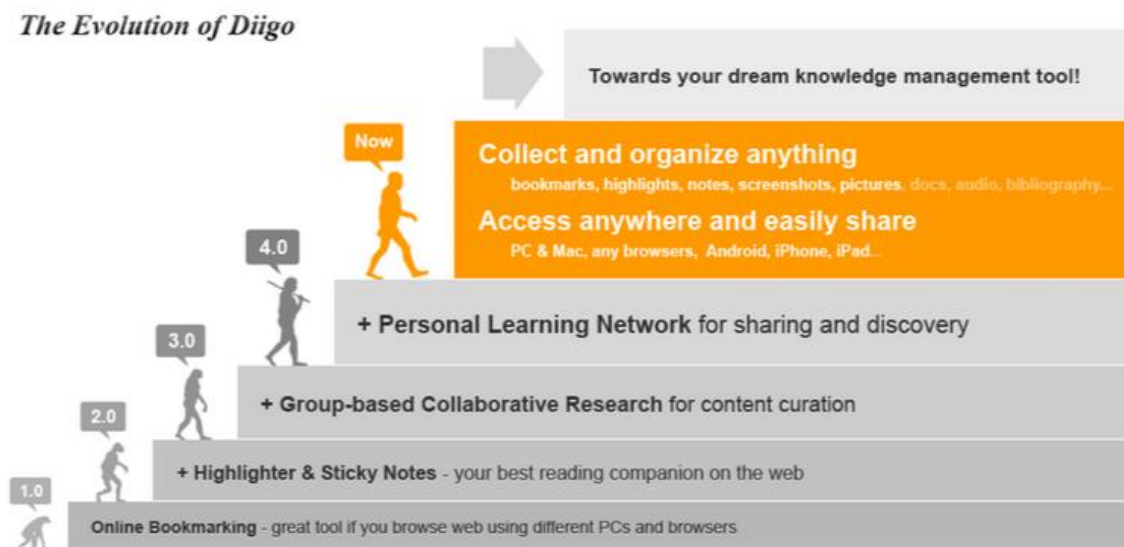 The Evolution of Diigo
Towards your dream knowledge management tool!
Now
Collect and organize anything
bookmarks, highlights, notes, screenshots, pictures, docs, audio, bibliography...
Access anywhere and easily share
PC & Mac, any browsers, Android, iPhone, iPad...
4.0
+ Personal Learning Network for sharing and discovery
3.0
+ Group-based Collaborative Research for content curation
2.0
+ Highlighter & Sticky Notes - your best reading companion on the web
1.0
Online Bookmarking - great tool if you browse web using different PCs and browsers